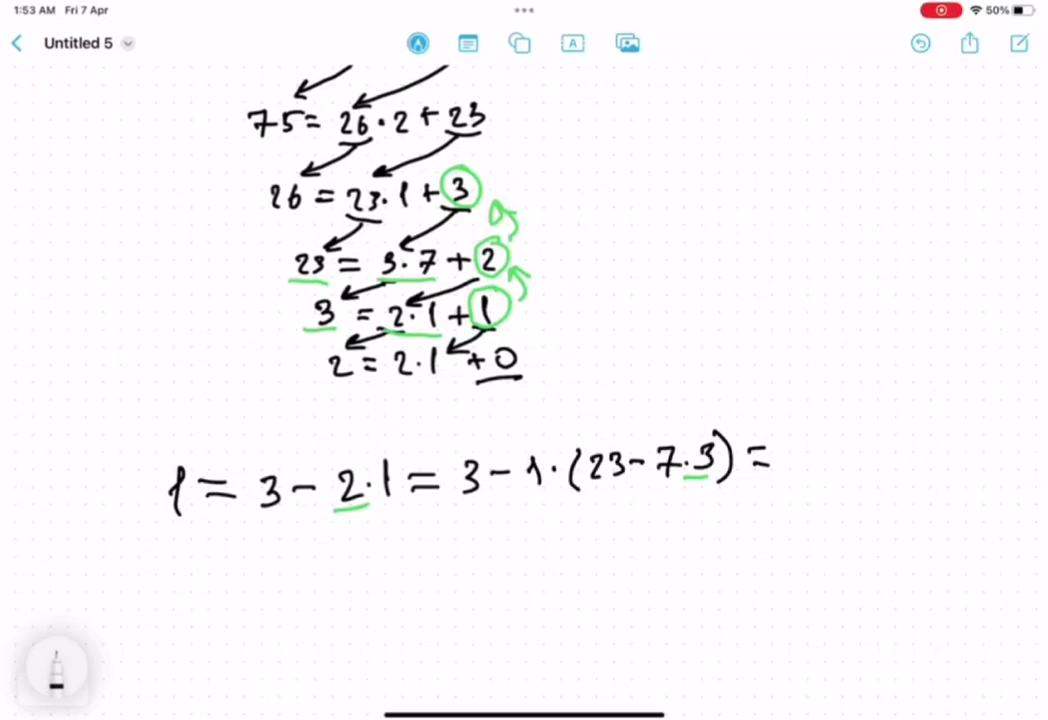 1:53 AM Fri 7 Apr
50%
Untitled 5
A
75 = 26 · 2 + 23
26 = 23 · 1 + 3
23 = 3 · 7 + 2
3 = 2 · 1 + 1
2 = 2 · 1 + 0
1 = 3 - 2 · 1 = 3 - 1 · (23 - 7 · 3) =